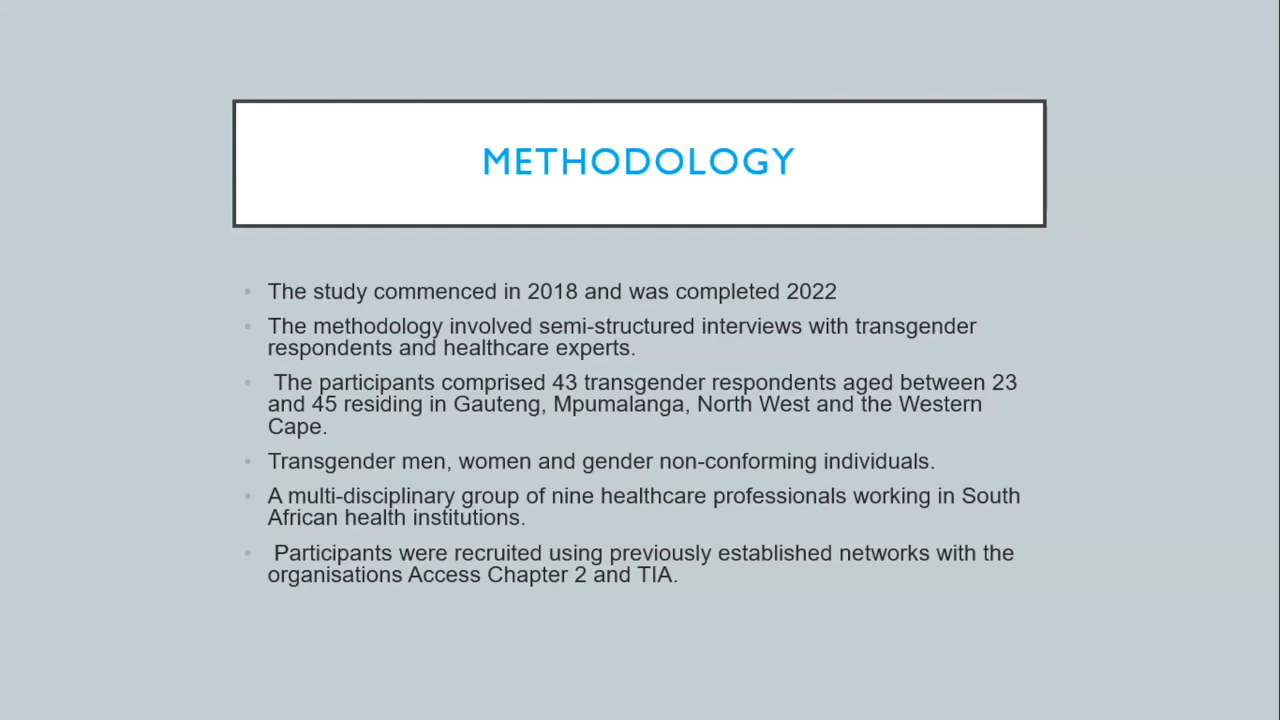 METHODOLOGY
• The study commenced in 2018 and was completed 2022
• The methodology involved semi-structured interviews with transgender
respondents and healthcare experts.
• The participants comprised 43 transgender respondents aged between 23
and 45 residing in Gauteng, Mpumalanga, North West and the Western
Cape.
• Transgender men, women and gender non-conforming individuals.
• A multi-disciplinary group of nine healthcare professionals working in South
African health institutions.
• Participants were recruited using previously established networks with the
organisations Access Chapter 2 and TIA.